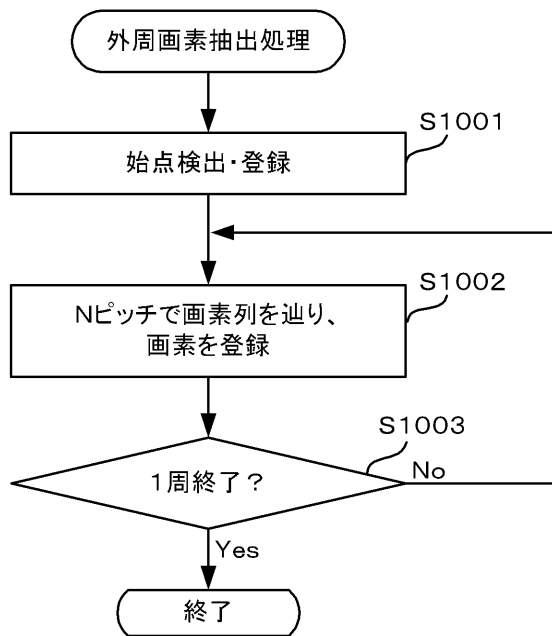 外周画素抽出処理
S1001
始点検出・登録
S1002
Nピッチで画素列を辿り、
画素を登録
S1003
1周終了？
No
Yes
終了